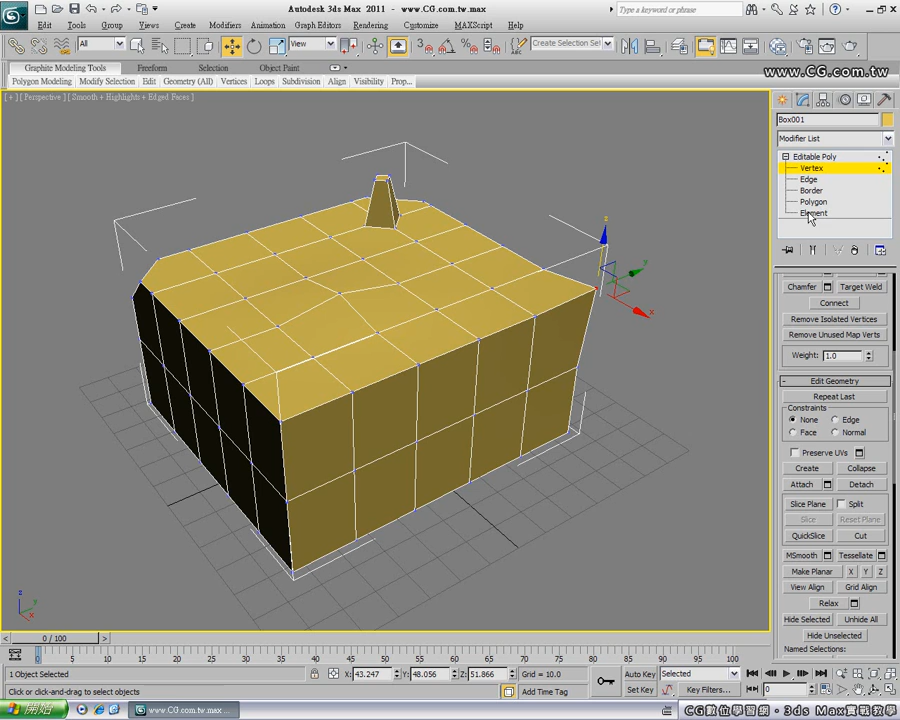 Autodesk 3ds Max 2011 - www.CG.com.tw.max
Type a keyword or phrase
Edit Tools Group Views Create Modifiers Animation Graph Editors Rendering Customize MAXScript Help
All View Create Selection Se
Graphite Modeling Tools Freeform Selection Object Paint
www.CG.com.tw
Polygon Modeling Modify Selection Edit Geometry (All) Vertices Loops Subdivision Align Visibility Prop...
[ + ] [ Perspective ] [ Smooth + Highlights + Edged Faces ]
Box001
Modifier List
Editable Poly
Vertex
Edge
Border
Polygon
Element
Chamfer Target Weld
Connect
Remove Isolated Vertices
Remove Unused Map Verts
Weight: 1.0
- Edit Geometry
Repeat Last
Constraints
None Edge
Face Normal
Preserve UVs
Create Collapse
Attach Detach
Slice Plane Split
Slice Reset Plane
QuickSlice Cut
MSmooth Tessellate
Make Planar X Y Z
View Align Grid Align
Relax
Hide Selected Unhide All
Hide Unselected
Named Selections:
z
y
x
z
x
< 0 / 100 >
0 5 10 15 20 25 30 35 40 45 50 55 60 65 70 75 80 85 90 95 100
1 Object Selected X: 43.247 Y: 48.056 Z: 51.866 Grid = 10.0 Auto Key Selected
Click or click-and-drag to select objects Add Time Tag Set Key Key Filters... 0
開始 www.CG.com.tw.max ... CG數位學習網 · 3ds Max實戰教學